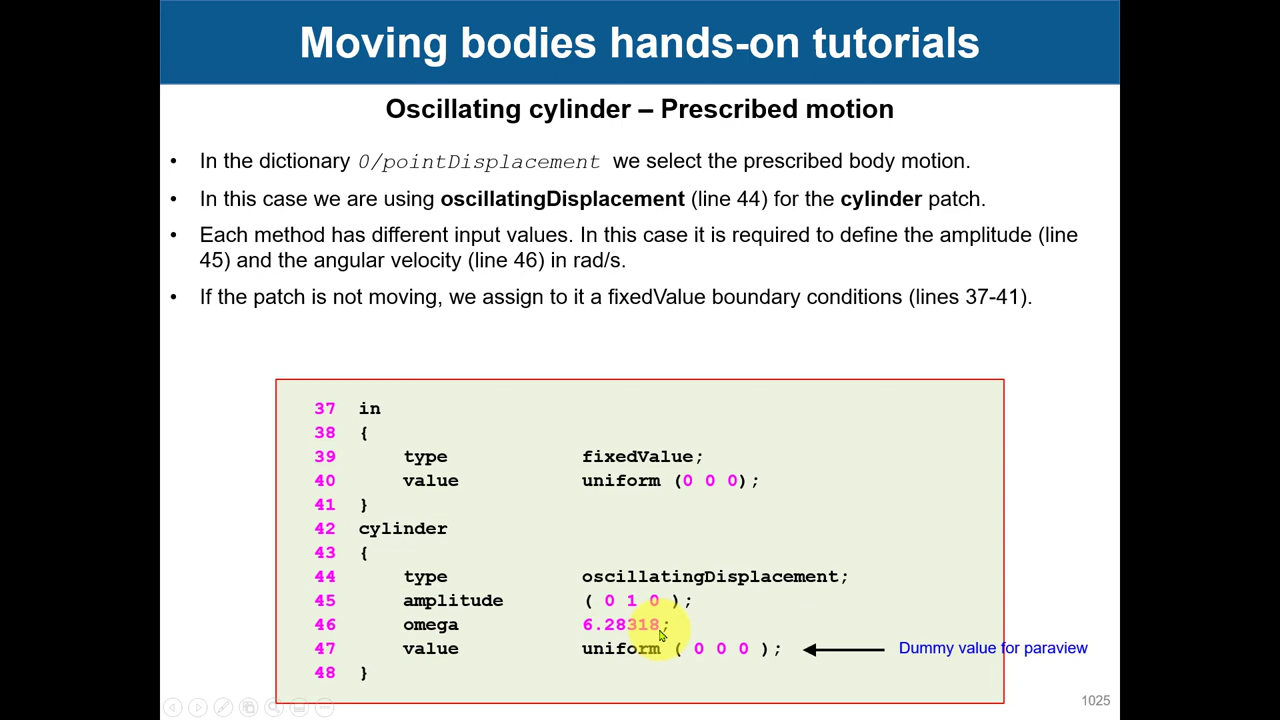 Moving bodies hands-on tutorials
Oscillating cylinder – Prescribed motion
• In the dictionary 0/pointDisplacement we select the prescribed body motion.
• In this case we are using oscillatingDisplacement (line 44) for the cylinder patch.
• Each method has different input values. In this case it is required to define the amplitude (line
45) and the angular velocity (line 46) in rad/s.
• If the patch is not moving, we assign to it a fixedValue boundary conditions (lines 37-41).
37 in
38 {
39 type fixedValue;
40 value uniform (0 0 0);
41 }
42 cylinder
43 {
44 type oscillatingDisplacement;
45 amplitude ( 0 1 0 );
46 omega 6.28318;
47 value uniform ( 0 0 0 ); Dummy value for paraview
48 }
1025